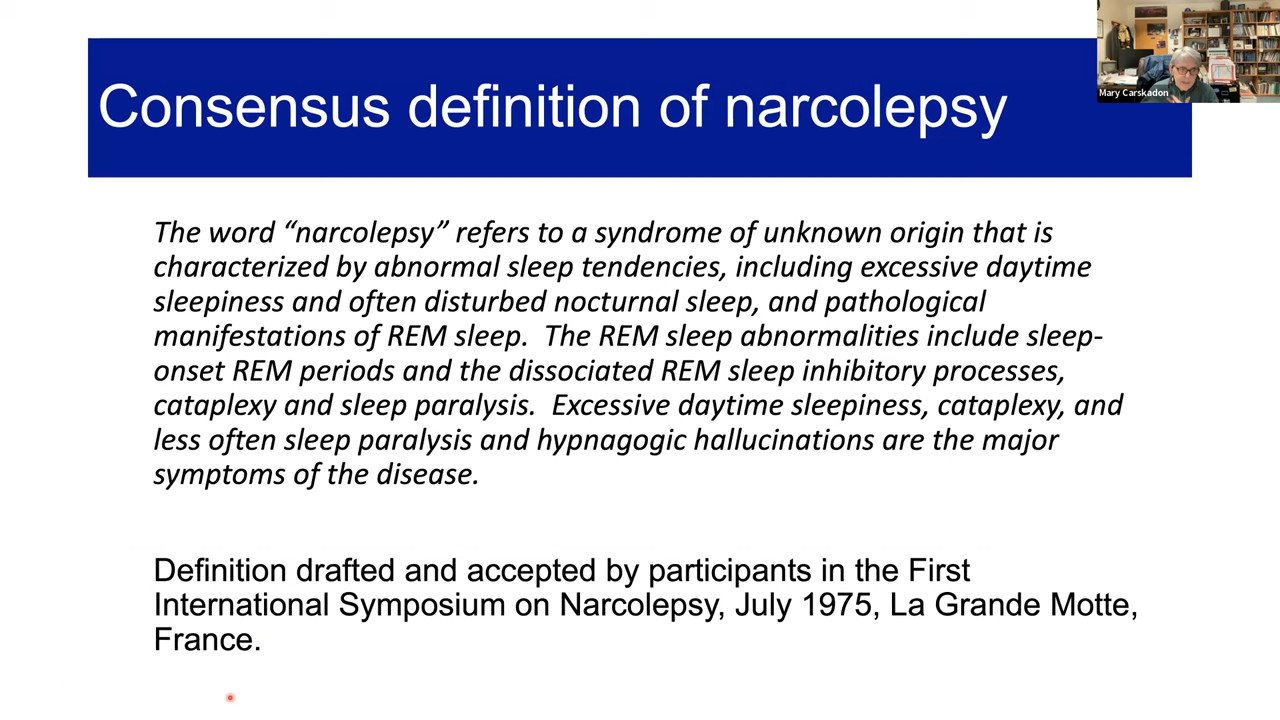 Consensus definition of narcolepsy
Mary Carskadon
The word “narcolepsy” refers to a syndrome of unknown origin that is
characterized by abnormal sleep tendencies, including excessive daytime
sleepiness and often disturbed nocturnal sleep, and pathological
manifestations of REM sleep.  The REM sleep abnormalities include sleep-
onset REM periods and the dissociated REM sleep inhibitory processes,
cataplexy and sleep paralysis.  Excessive daytime sleepiness, cataplexy, and
less often sleep paralysis and hypnagogic hallucinations are the major
symptoms of the disease.
Definition drafted and accepted by participants in the First
International Symposium on Narcolepsy, July 1975, La Grande Motte,
France.